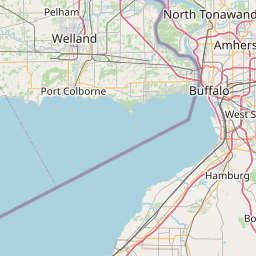 Pelham
North Tonawand
Welland
Amhers
Port Colborne
Buffalo
West S
Hamburg
Bo